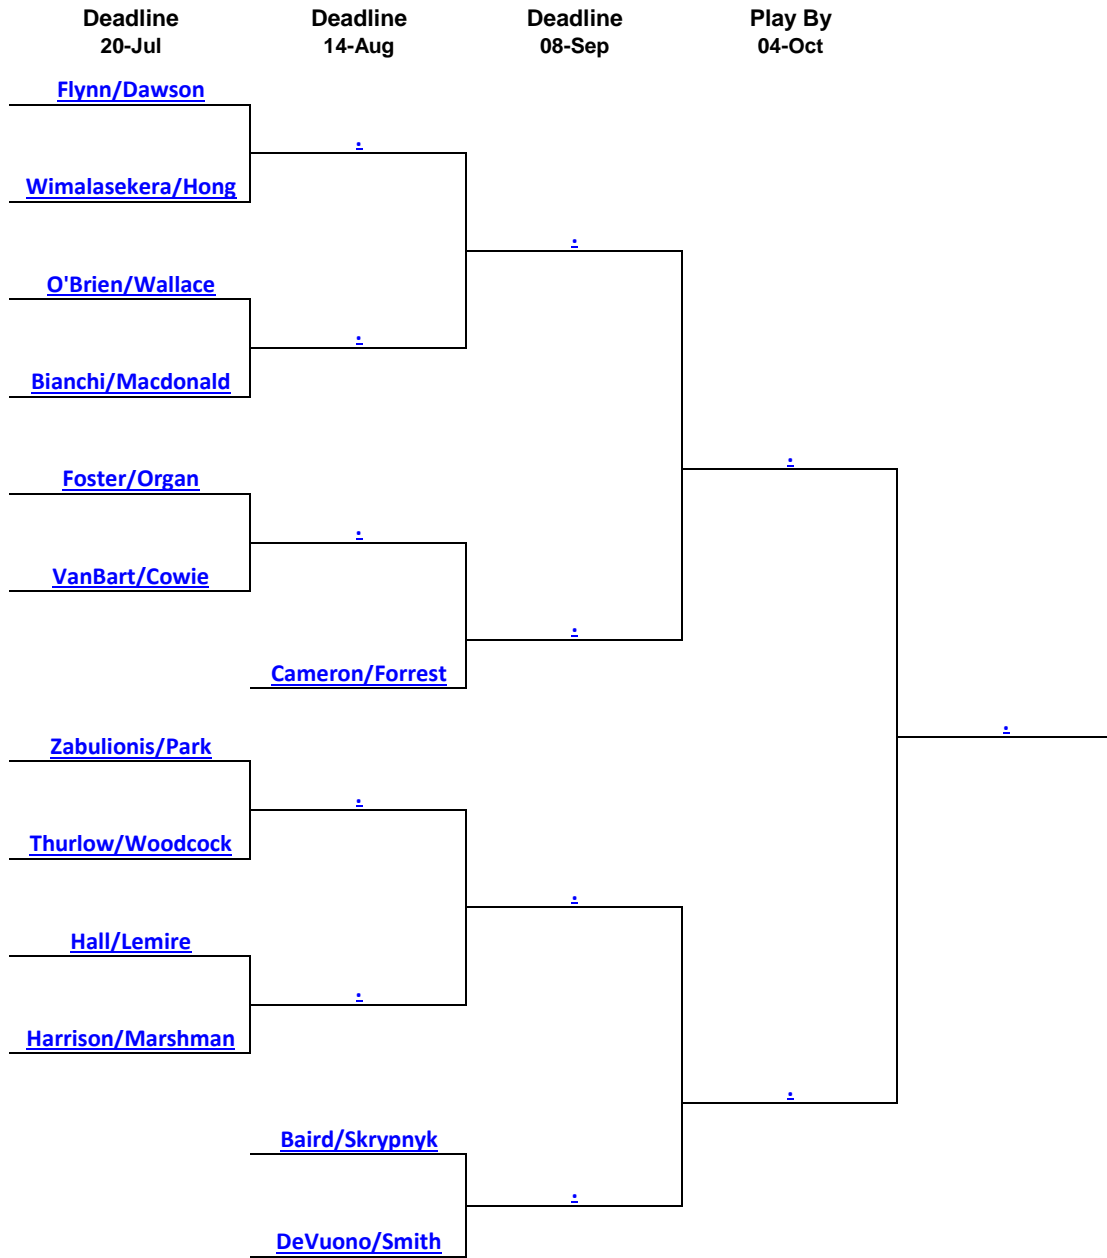 Deadline Deadline Deadline Play By
20-Jul 14-Aug 08-Sep 04-Oct
Flynn/Dawson
.
Wimalasekera/Hong
.
O'Brien/Wallace
.
Bianchi/Macdonald
.
Foster/Organ
.
VanBart/Cowie
.
Cameron/Forrest
.
Zabulionis/Park
.
Thurlow/Woodcock
.
Hall/Lemire
.
Harrison/Marshman
.
Baird/Skrypnyk
.
DeVuono/Smith